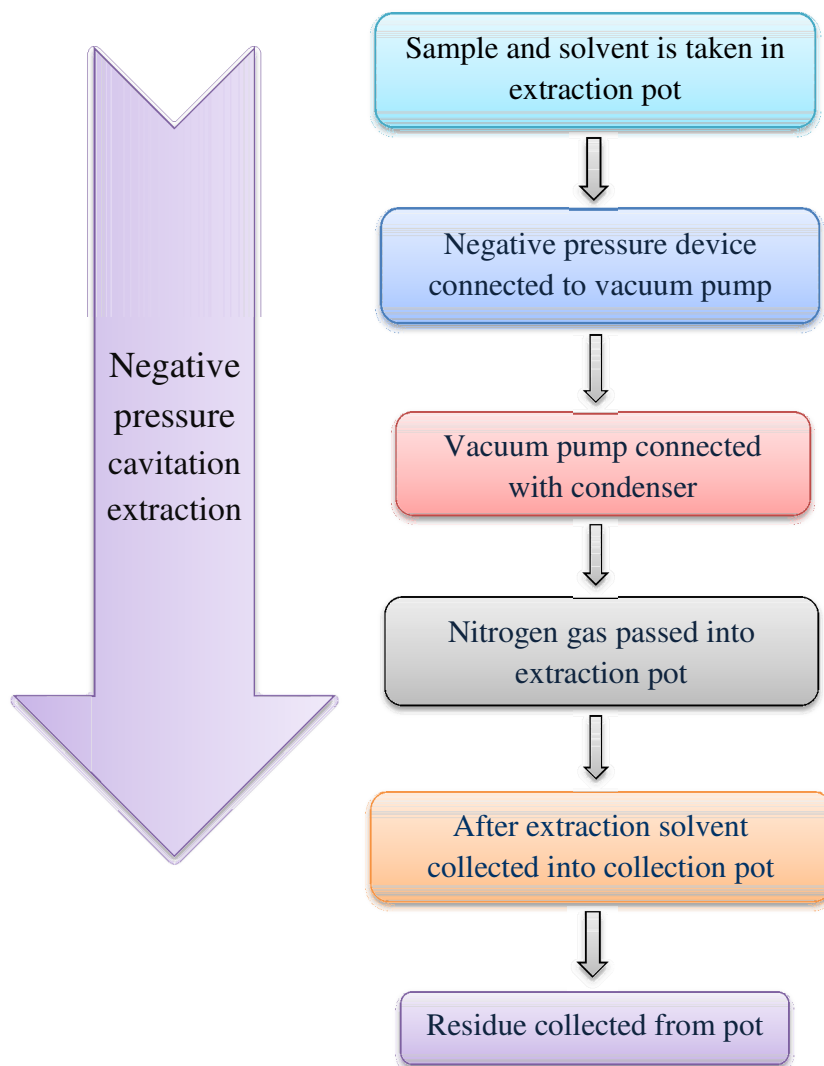 Negative
pressure
cavitation
extraction
Sample and solvent is taken in
extraction pot
Negative pressure device
connected to vacuum pump
Vacuum pump connected
with condenser
Nitrogen gas passed into
extraction pot
After extraction solvent
collected into collection pot
Residue collected from pot